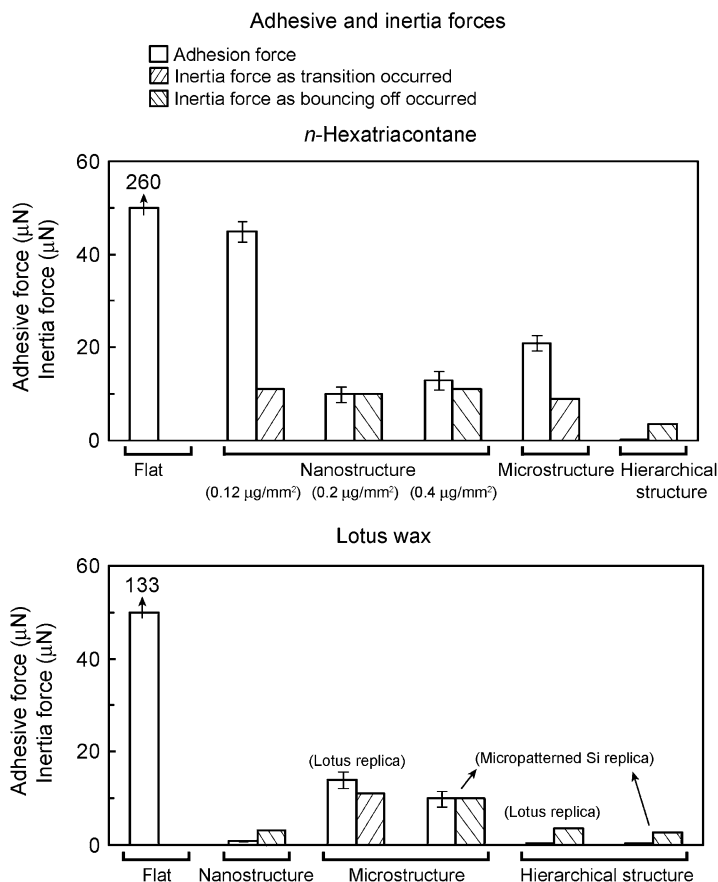 Adhesive and inertia forces
Adhesion force
Inertia force as transition occurred
Inertia force as bouncing off occurred
n-Hexatriacontane
Adhesive force (μN)
Inertia force (μN)
60
40
20
0
260
Flat
Nanostructure
Microstructure
Hierarchical
structure
(0.12 μg/mm²)
(0.2 μg/mm²)
(0.4 μg/mm²)
Lotus wax
Adhesive force (μN)
Inertia force (μN)
60
40
20
0
133
(Lotus replica)
(Micropatterned Si replica)
(Lotus replica)
Flat
Nanostructure
Microstructure
Hierarchical structure